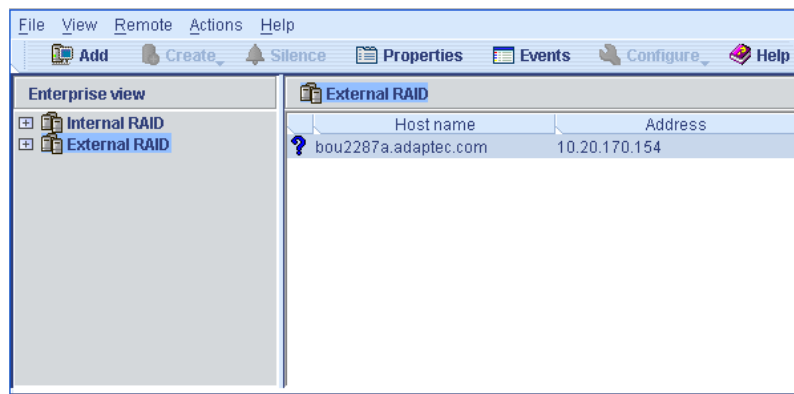 File View Remote Actions Help
Add Create Silence Properties Events Configure Help
Enterprise view
External RAID
Internal RAID
External RAID
Host name Address
bou2287a.adaptec.com 10.20.170.154